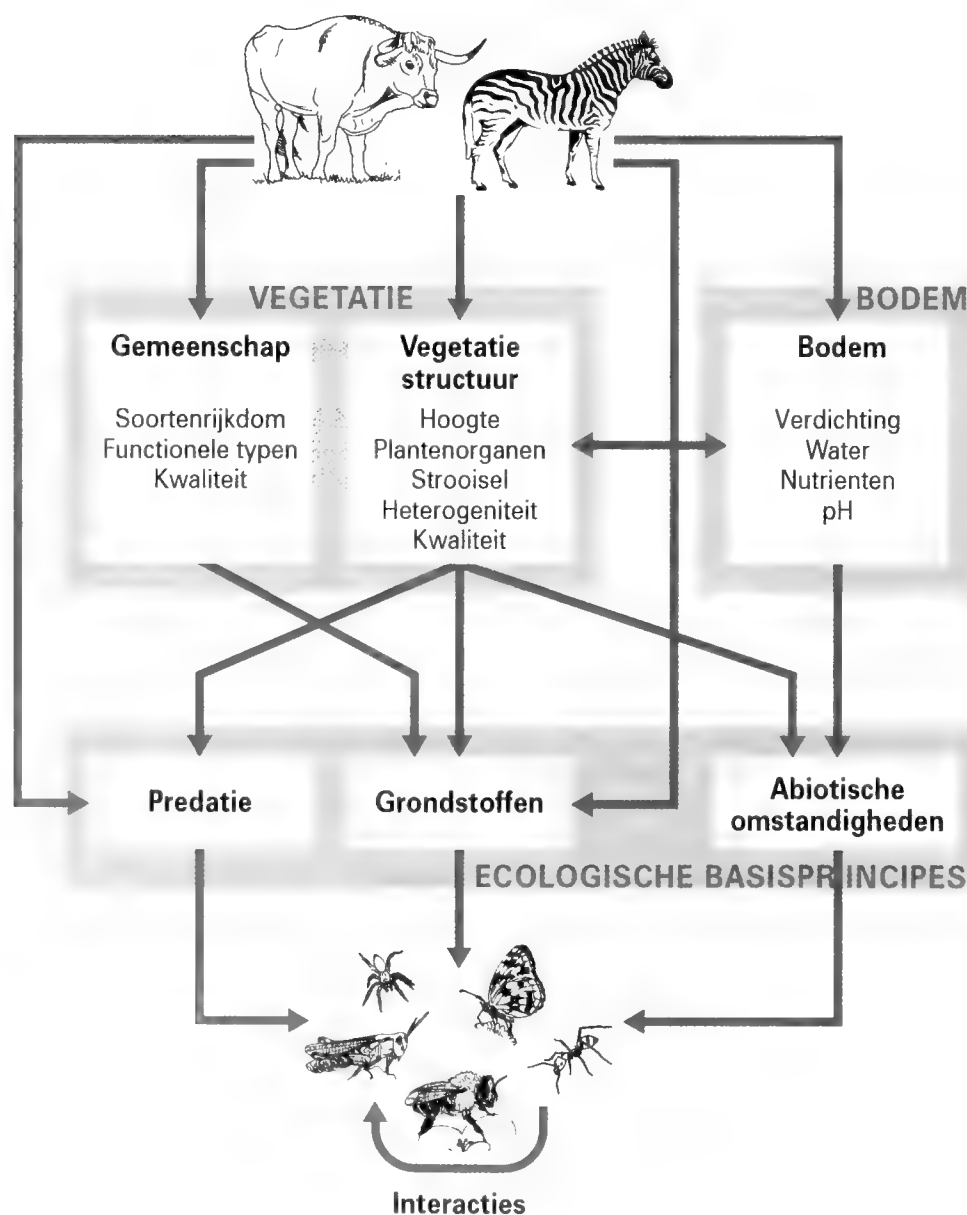 VEGETATIE
BODEM
Gemeenschap
Soortenrijkdom
Functionele typen
Kwaliteit
Vegetatie
structuur
Hoogte
Plantenorganen
Strooisel
Heterogeniteit
Kwaliteit
Bodem
Verdichting
Water
Nutrienten
pH
Predatie
Grondstoffen
Abiotische
omstandigheden
ECOLOGISCHE BASISPRINCIPES
Interacties